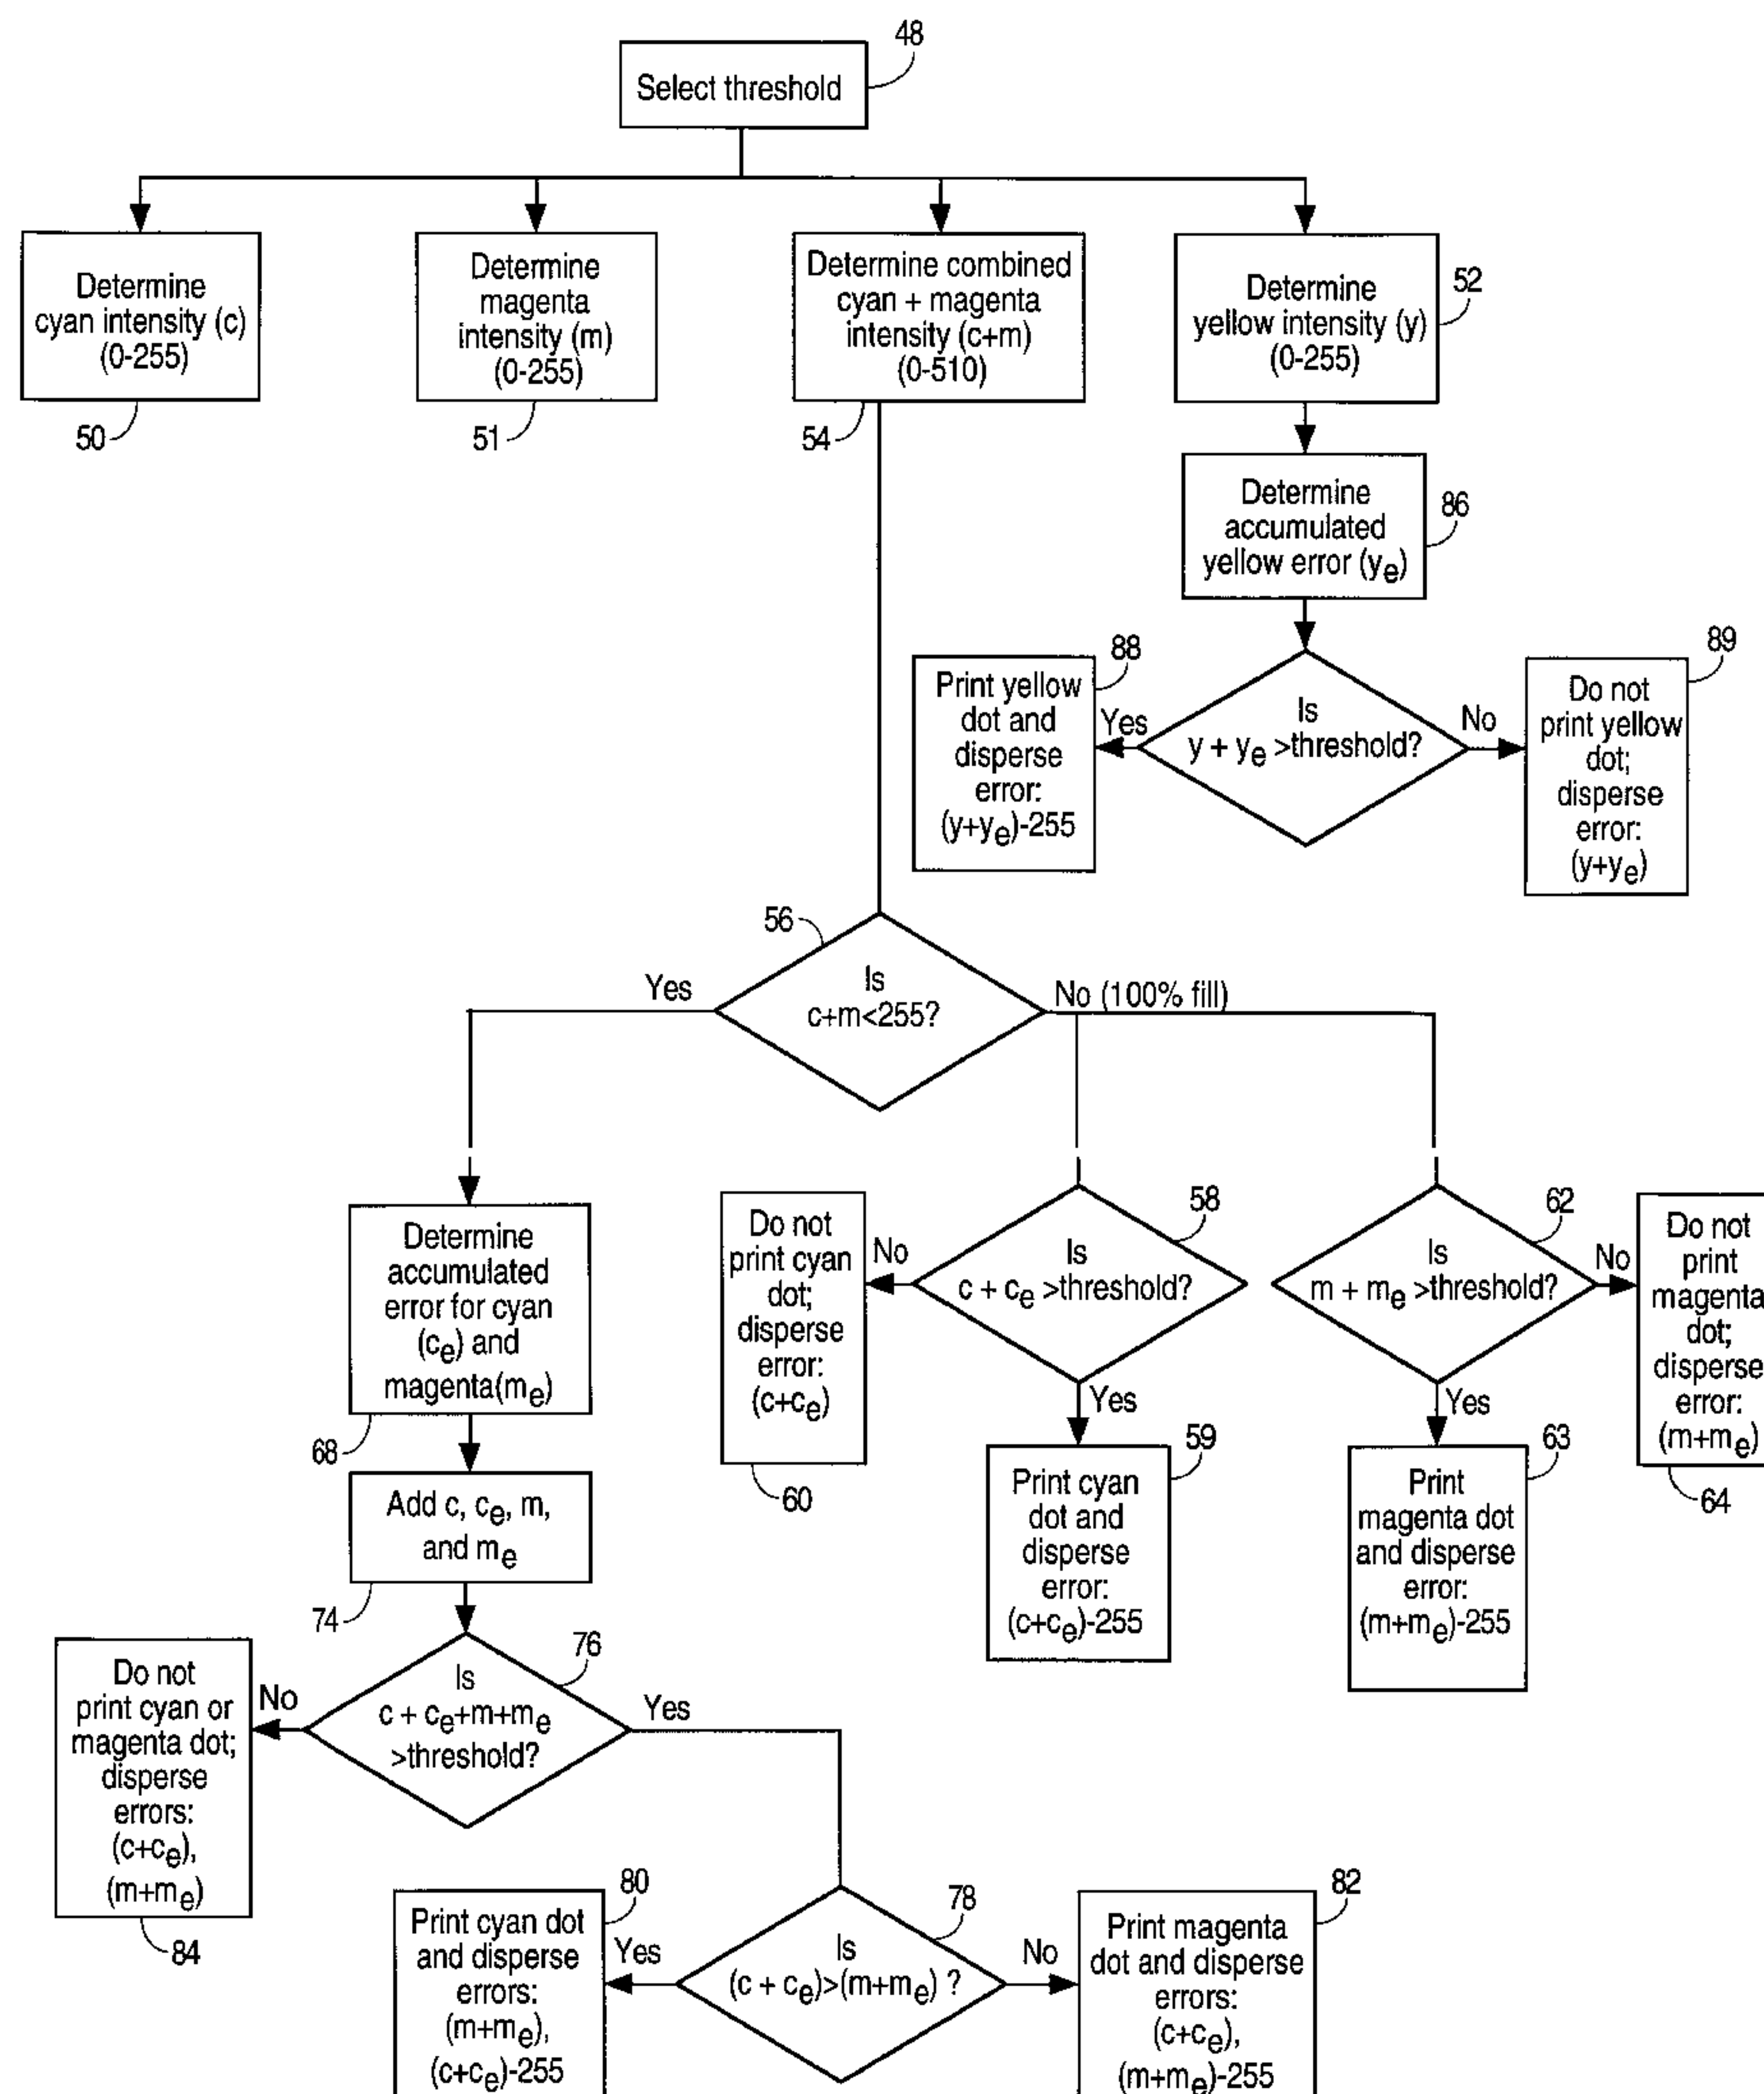 48
Select threshold
Determine
cyan intensity (c)
(0-255)
50
Determine
magenta
intensity (m)
(0-255)
51
Determine combined
cyan + magenta
intensity (c+m)
(0-510)
54
Determine
yellow intensity (y)
(0-255)
52
Determine
accumulated
yellow error (ye)
86
88
Print yellow
dot and
disperse
error:
(y+ye)-255
Yes
Is
y + ye >threshold?
No
89
Do not
print yellow
dot;
disperse
error:
(y+ye)
56
Yes
Is
c+m<255?
No (100% fill)
Determine
accumulated
error for cyan
(ce) and
magenta(me)
68
Do not
print cyan
dot;
disperse
error:
(c+ce)
60
No
58
Is
c + ce >threshold?
Yes
59
Print cyan
dot and
disperse
error:
(c+ce)-255
62
Is
m + me >threshold?
No
Do not
print
magenta
dot;
disperse
error:
(m+me)
64
Yes
63
Print
magenta dot
and disperse
error:
(m+me)-255
Add c, ce, m,
and me
74
76
Is
c + ce+m+me
>threshold?
No
Yes
Do not
print cyan or
magenta dot;
disperse
errors:
(c+ce),
(m+me)
84
80
Print cyan dot
and disperse
errors:
(m+me),
(c+ce)-255
Yes
78
Is
(c + ce)>(m+me) ?
No
82
Print magenta
dot and disperse
errors:
(c+ce),
(m+me)-255